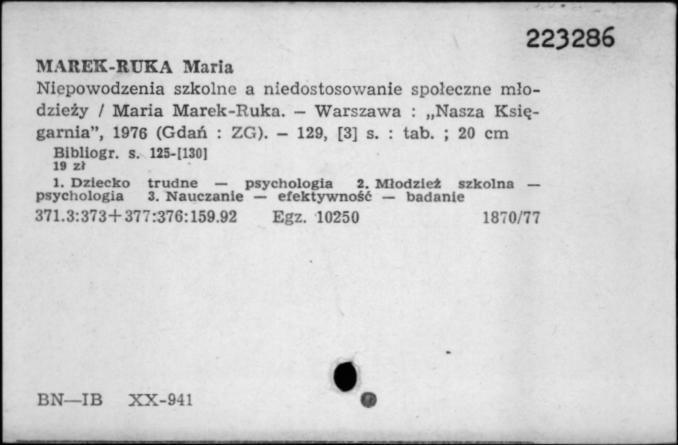 223286
MAREK-RUKA Maria
Niepowodzenia szkolne a niedostosowanie społeczne mło-
dzieży / Maria Marek-Ruka. — Warszawa : „Nasza Księ-
garnia”, 1976 (Gdań : ZG). — 129, [3] s. : tab. ; 20 cm
Bibliogr. s. 125-[130]
19 zł
1. Dziecko trudne — psychologia 2. Młodzież szkolna —
psychologia 3. Nauczanie — efektywność — badanie
371.3:373+377:376:159.92 Egz. 10250 1870/77
BN—IB XX-941